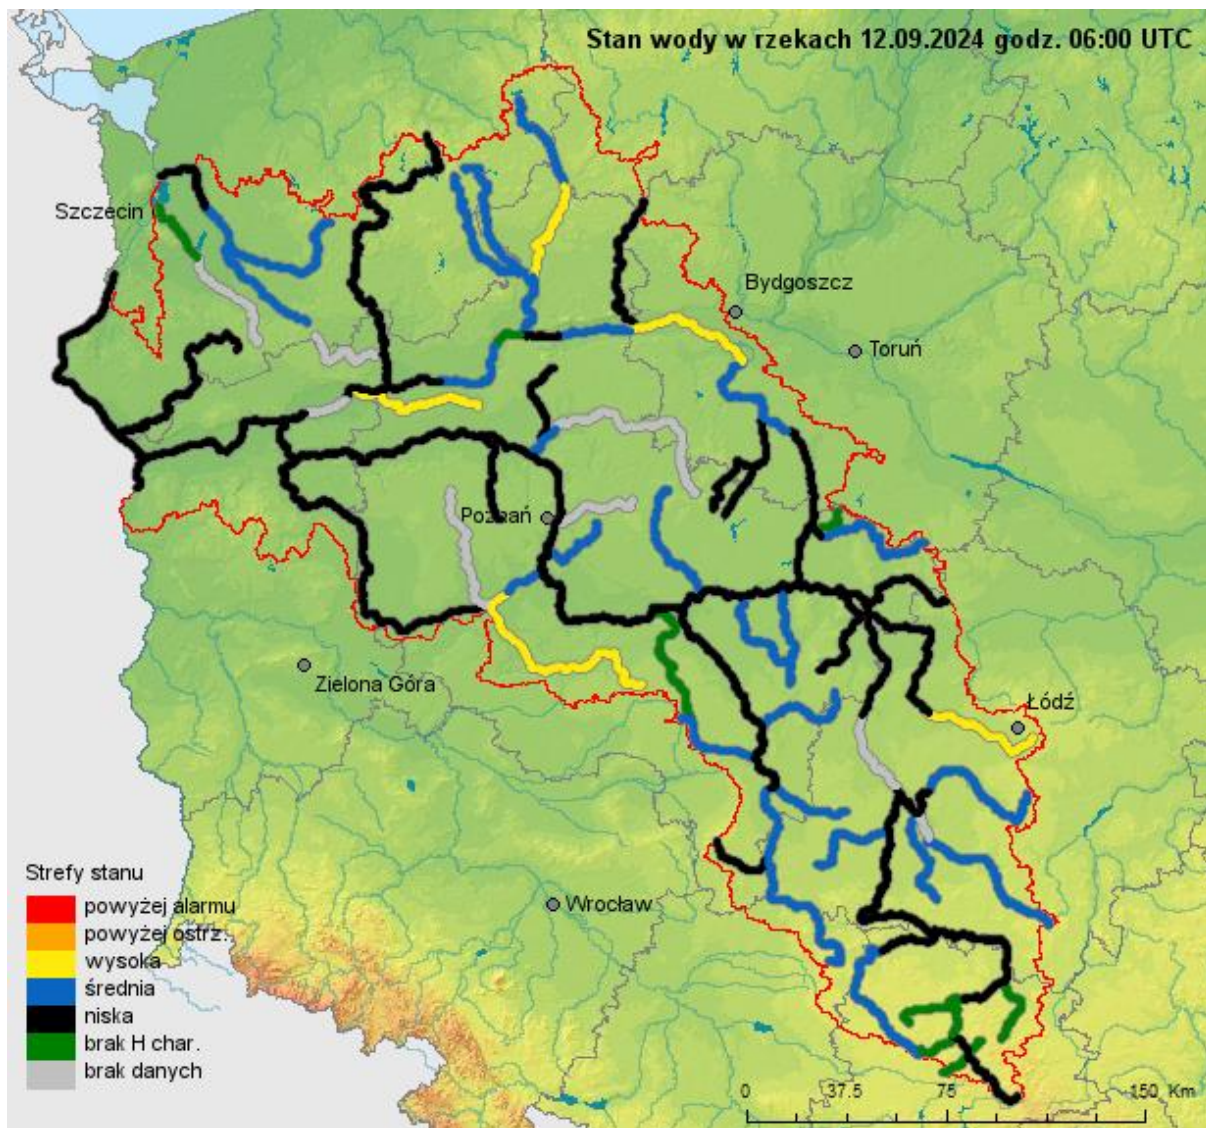 Stan wody w rzekach 12.09.2024 godz. 06:00 UTC
Szczecin
Bydgoszcz
Toruń
Poznań
Zielona Góra
Łódź
Wrocław
Strefy stanu
powyżej alarmu
powyżej ostrz.
wysoka
średnia
niska
brak H char.
brak danych
0 37.5 75 150 Km